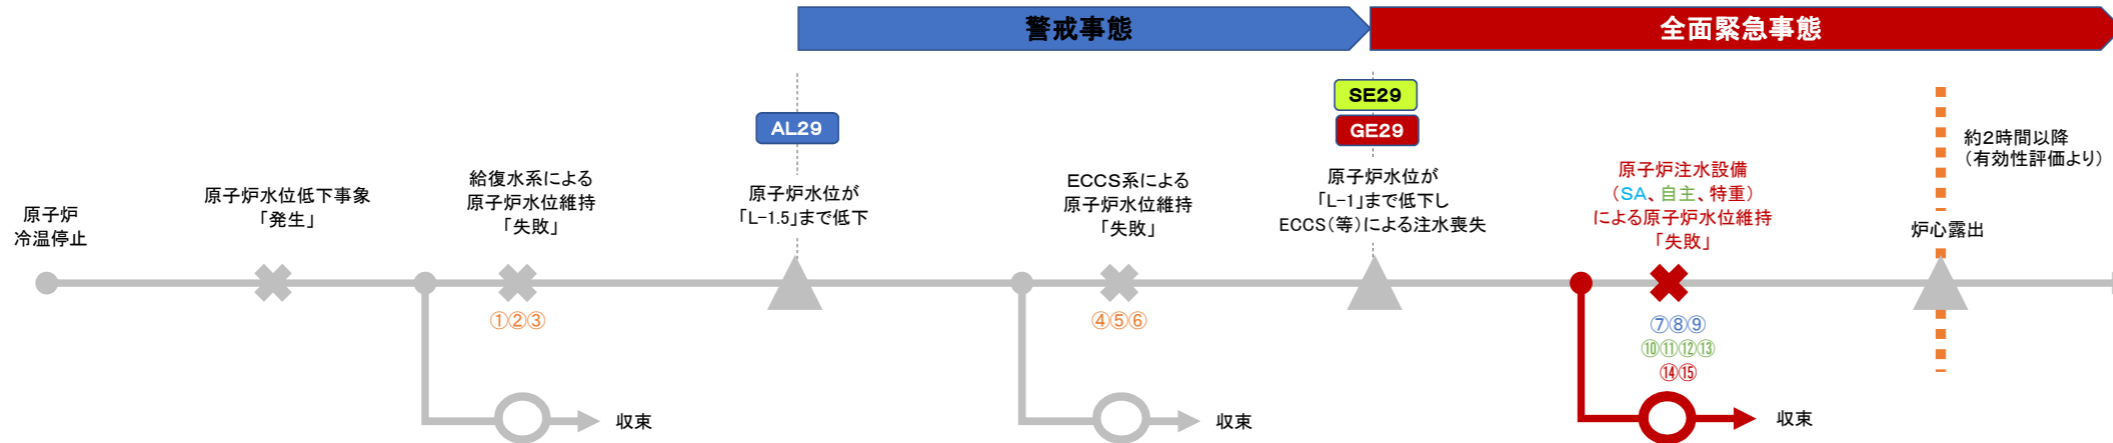 警戒事態
全面緊急事態
AL29
SE29
GE29
原子炉
冷温停止
原子炉水位低下事象
「発生」
給復水系による
原子炉水位維持
「失敗」
①②③
収束
原子炉水位が
「L-1.5」まで低下
ECCS系による
原子炉水位維持
「失敗」
④⑤⑥
収束
原子炉水位が
「L-1」まで低下し
ECCS(等)による注水喪失
原子炉注水設備
（SA、自主、特重）
による原子炉水位維持
「失敗」
⑦⑧⑨
⑩⑪⑫⑬
⑭⑮
収束
約2時間以降
（有効性評価より）
炉心露出